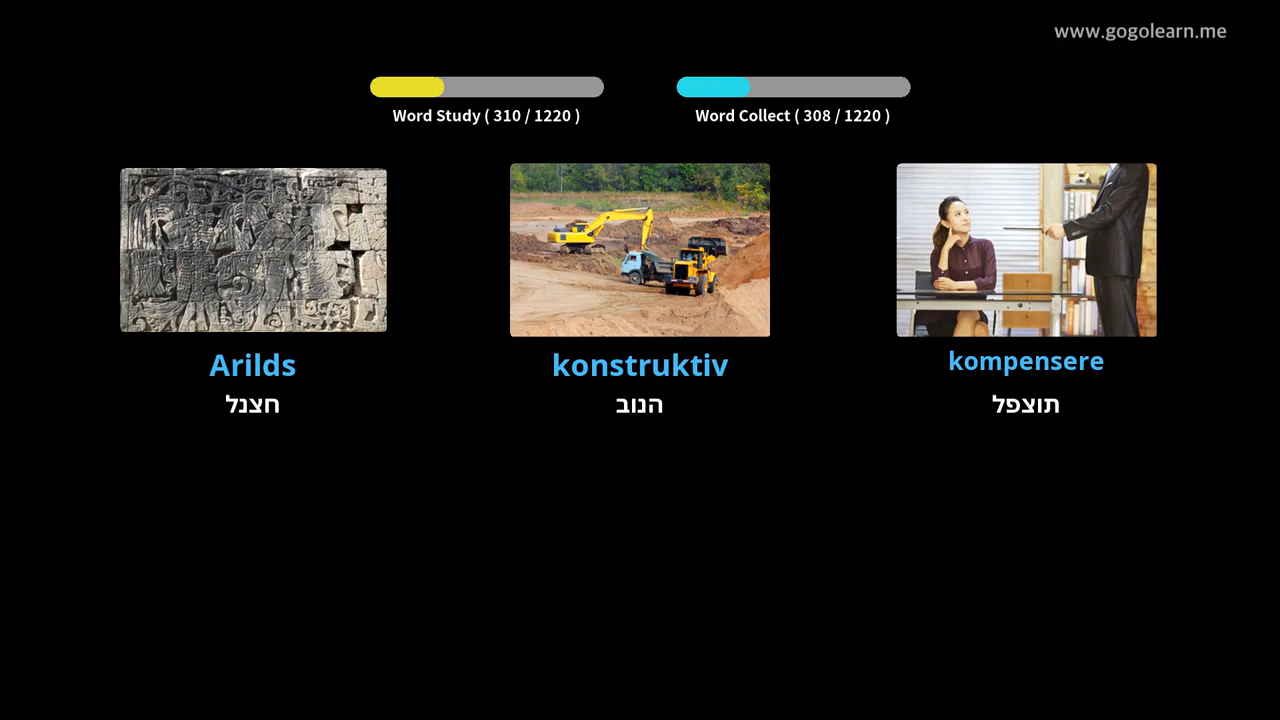 www.gogolearn.me
Word Study ( 310 / 1220 )
Word Collect ( 308 / 1220 )
Arilds
חצנל
konstruktiv
הנוב
kompensere
תוצפל